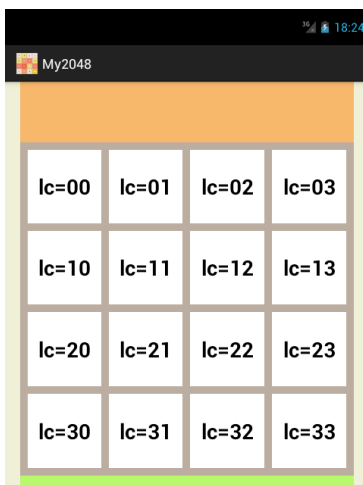 3G 18:24
My2048
lc=00 lc=01 lc=02 lc=03
lc=10 lc=11 lc=12 lc=13
lc=20 lc=21 lc=22 lc=23
lc=30 lc=31 lc=32 lc=33